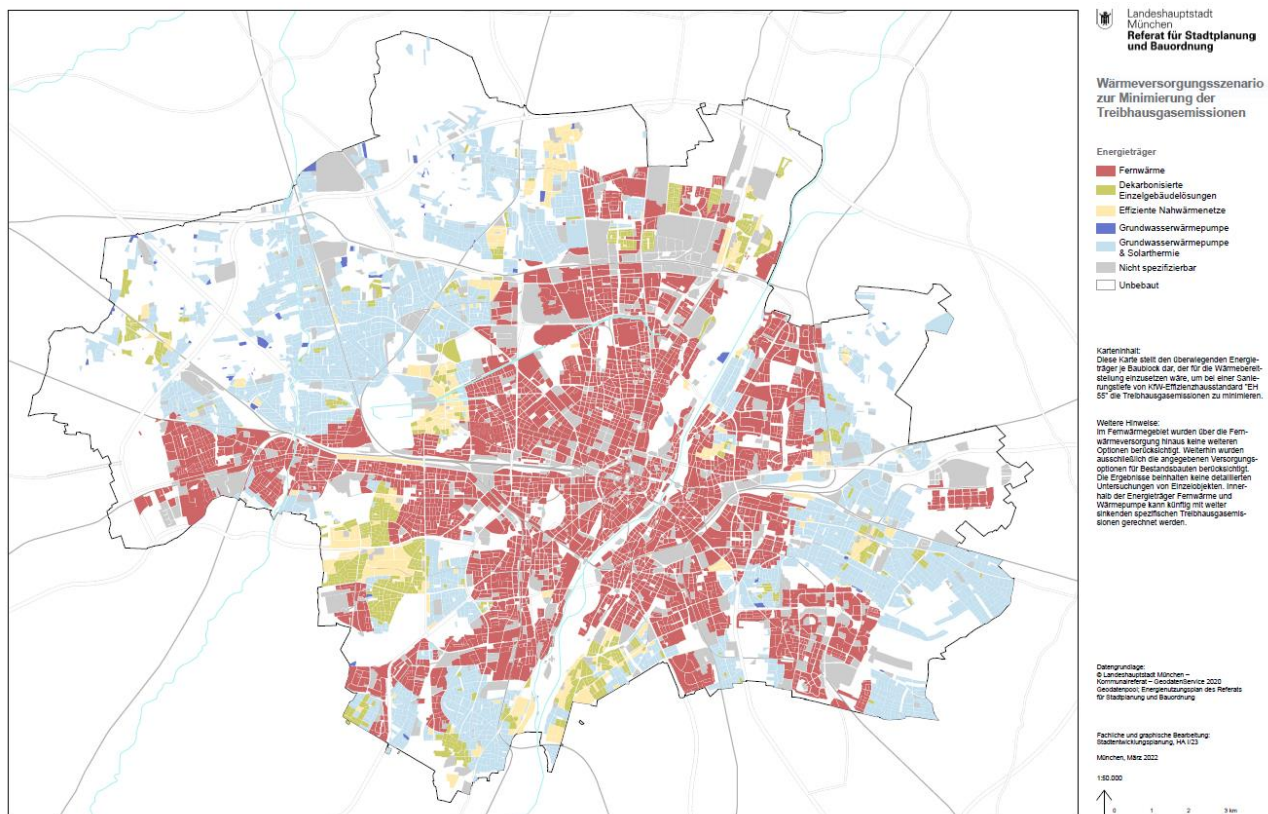 Landeshauptstadt
München
Referat für Stadtplanung
und Bauordnung
Wärmeversorgungsszenario
zur Minimierung der
Treibhausgasemissionen
Energieträger
Fernwärme
Dekarbonisierte
Einzelgebäudelösungen
Effiziente Nahwärmenetze
Grundwasserwärmepumpe
Grundwasserwärmepumpe
& Solarthermie
Nicht spezifizierbar
Unbebaut
Karteninhalt:
Diese Karte stellt den überwiegenden Energie-
träger je Baublock dar, der für die Wärmebereit-
stellung einzusetzen wäre, um bei einer Sanie-
rungstiefe von KfW-Effizienzhausstandard "EH
55" die Treibhausgasemissionen zu minimieren.
Weitere Hinweise:
Im Fernwärmegebiet wurden über die Fern-
wärmeversorgung hinaus keine weiteren
Optionen berücksichtigt. Weiterhin wurden
ausschließlich die angegebenen Versorgungs-
optionen für Bestandsbauten berücksichtigt.
Die Ergebnisse beinhalten keine detaillierten
Untersuchungen von Einzelobjekten. Inner-
halb der Energieträger Fernwärme und
Wärmepumpe kann künftig mit weiter
sinkenden spezifischen Treibhausgasemis-
sionen gerechnet werden.
Datengrundlage:
© Landeshauptstadt München –
Kommunalreferat – GeodatenService 2020
Geodatenpool; Energienutzungsplan des Referats
für Stadtplanung und Bauordnung
Fachliche und graphische Bearbeitung:
Stadtentwicklungsplanung, HA I/23
München, März 2022
1:50.000
0 1 2 3 km